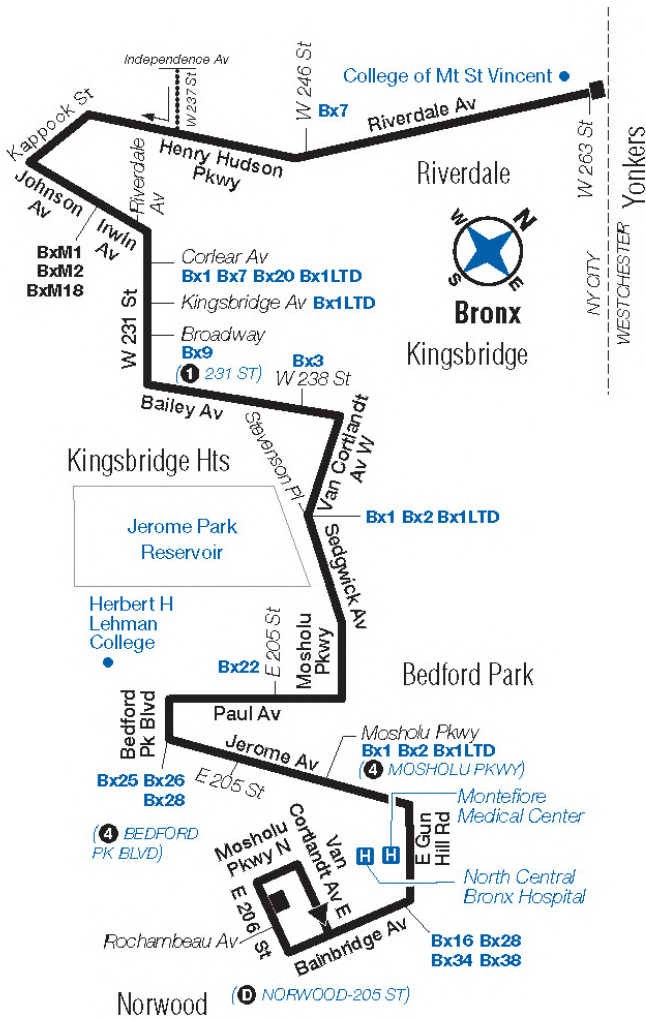 Independence Av
W 237 St
W 246 St
Bx7
College of Mt St Vincent
Riverdale Av
W 263 St
Yonkers
NY CITY
WESTCHESTER
Kappock St
Henry Hudson
Pkwy
Riverdale
Johnson
Av
Irwin
Av
Riverdale
Av
BxM1
BxM2
BxM18
N
W
S
E
Bronx
Kingsbridge
Corlear Av
Bx1 Bx7 Bx20 Bx1LTD
Kingsbridge Av Bx1LTD
Broadway
Bx9
(1 231 ST)
W 231 St
Bx3
W 238 St
Bailey Av
Van Cortlandt
Av W
Stevenson Pl
Kingsbridge Hts
Bx1 Bx2 Bx1LTD
Jerome Park
Reservoir
Sedgwick Av
Herbert H
Lehman
College
Mosholu
Pkwy
Bx22
E 205 St
Bedford Park
Paul Av
Bedford
Pk Blvd
Jerome Av
Mosholu Pkwy
Bx1 Bx2 Bx1LTD
(4 MOSHOLU PKWY)
Bx25 Bx26
Bx28
E 205 St
(4 BEDFORD
PK BLVD)
Montefiore
Medical Center
E Gun
Hill Rd
H H
North Central
Bronx Hospital
Mosholu
Pkwy N
Van
Cortlandt Av E
E 206 St
Rochambeau Av
Bainbridge Av
Bx16 Bx28
Bx34 Bx38
Norwood
(D NORWOOD-205 ST)